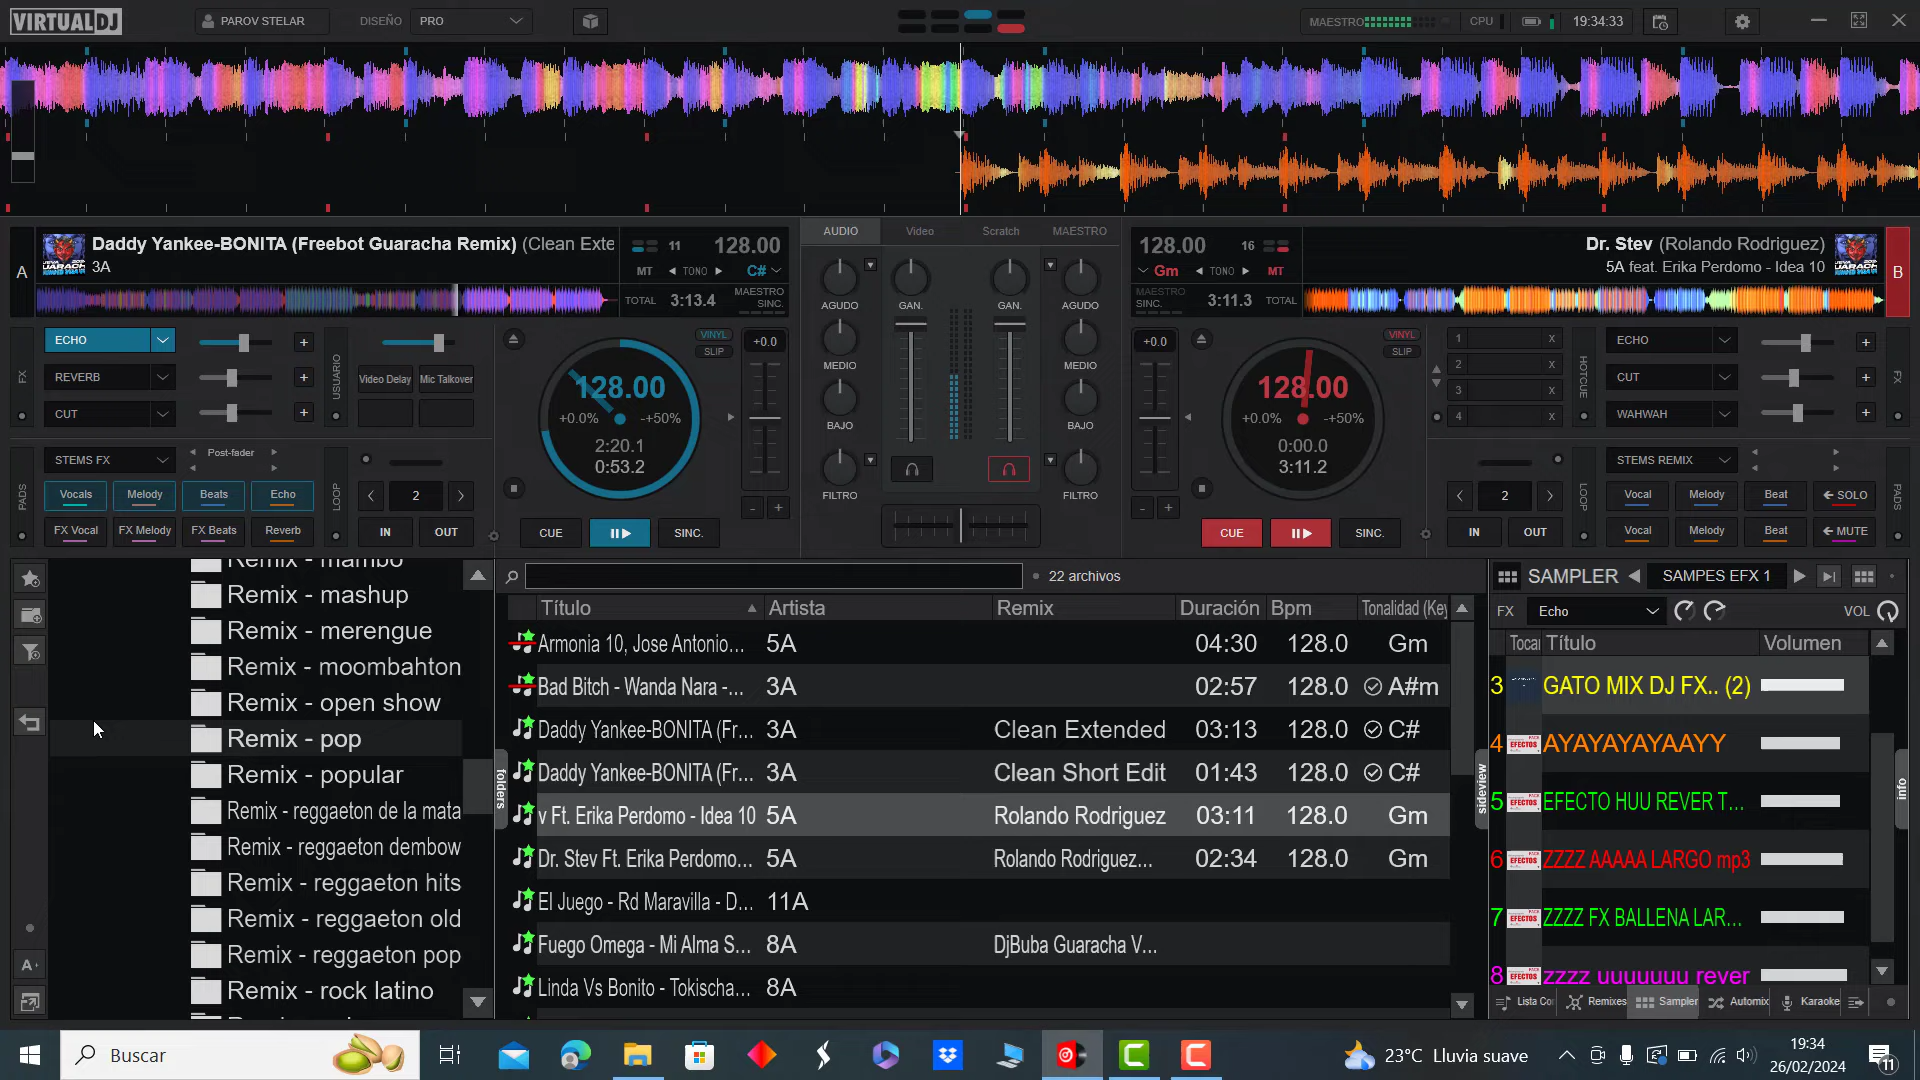 VIRTUALDJ
PAROV STELAR
DISEÑO
PRO
MAESTRO
CPU
19:34:33
A
Daddy Yankee-BONITA (Freebot Guaracha Remix) (Clean Exte
3A
11
128.00
MT
TONO
C#
TOTAL
3:13.4
MAESTRO
SINC.
AUDIO
Video
Scratch
MAESTRO
128.00
16
Gm
TONO
MT
MAESTRO
SINC.
3:11.3
TOTAL
Dr. Stev (Rolando Rodriguez)
5A feat. Erika Perdomo - Idea 10
B
FX
ECHO
REVERB
CUT
USUARIO
Video Delay
Mic Talkover
VINYL
SLIP
128.00
+0.0%
-+50%
2:20.1
0:53.2
+0.0
AGUDO
GAN.
GAN.
AGUDO
MEDIO
MEDIO
BAJO
BAJO
FILTRO
FILTRO
+0.0
VINYL
SLIP
128.00
+0.0%
-+50%
0:00.0
3:11.2
1
X
2
X
3
X
4
X
HOTCUE
ECHO
CUT
WAHWAH
FX
PADS
STEMS FX
Post-fader
Vocals
Melody
Beats
Echo
FX Vocal
FX Melody
FX Beats
Reverb
LOOP
2
IN
OUT
CUE
SINC.
CUE
SINC.
2
IN
OUT
LOOP
STEMS REMIX
Vocal
Melody
Beat
SOLO
Vocal
Melody
Beat
MUTE
PADS
Remix - mambo
Remix - mashup
Remix - merengue
Remix - moombahton
Remix - open show
Remix - pop
Remix - popular
Remix - reggaeton de la mata
Remix - reggaeton dembow
Remix - reggaeton hits
Remix - reggaeton old
Remix - reggaeton pop
Remix - rock latino
folders
22 archivos
Título
Artista
Remix
Duración
Bpm
Tonalidad (Key
Armonia 10, Jose Antonio... 5A 04:30 128.0 Gm
Bad Bitch - Wanda Nara -... 3A 02:57 128.0 A#m
Daddy Yankee-BONITA (Fr... 3A Clean Extended 03:13 128.0 C#
Daddy Yankee-BONITA (Fr... 3A Clean Short Edit 01:43 128.0 C#
v Ft. Erika Perdomo - Idea 10 5A Rolando Rodriguez 03:11 128.0 Gm
Dr. Stev Ft. Erika Perdomo... 5A Rolando Rodriguez... 02:34 128.0 Gm
El Juego - Rd Maravilla - D... 11A
Fuego Omega - Mi Alma S... 8A DjBuba Guaracha V...
Linda Vs Bonito - Tokischa... 8A
sideview
SAMPLER
SAMPES EFX 1
FX
Echo
VOL
Tocar
Título
Volumen
3 GATO MIX DJ FX.. (2)
4 AYAYAYAYAAYY
5 EFECTO HUU REVER T...
6 ZZZZ AAAAA LARGO mp3
7 ZZZZ FX BALLENA LAR...
8 zzzz uuuuuuu rever
info
Lista Cor
Remixes
Sampler
Automix
Karaoke
Buscar
23°C Lluvia suave
19:34
26/02/2024
11